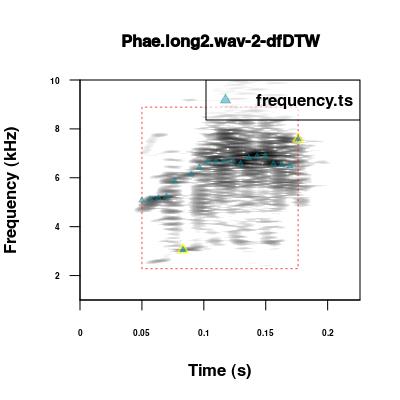 Phae.long2.wav-2-dfDTW
frequency.ts
Frequency (kHz)
10
8
6
4
2
0 0.05 0.1 0.15 0.2
Time (s)